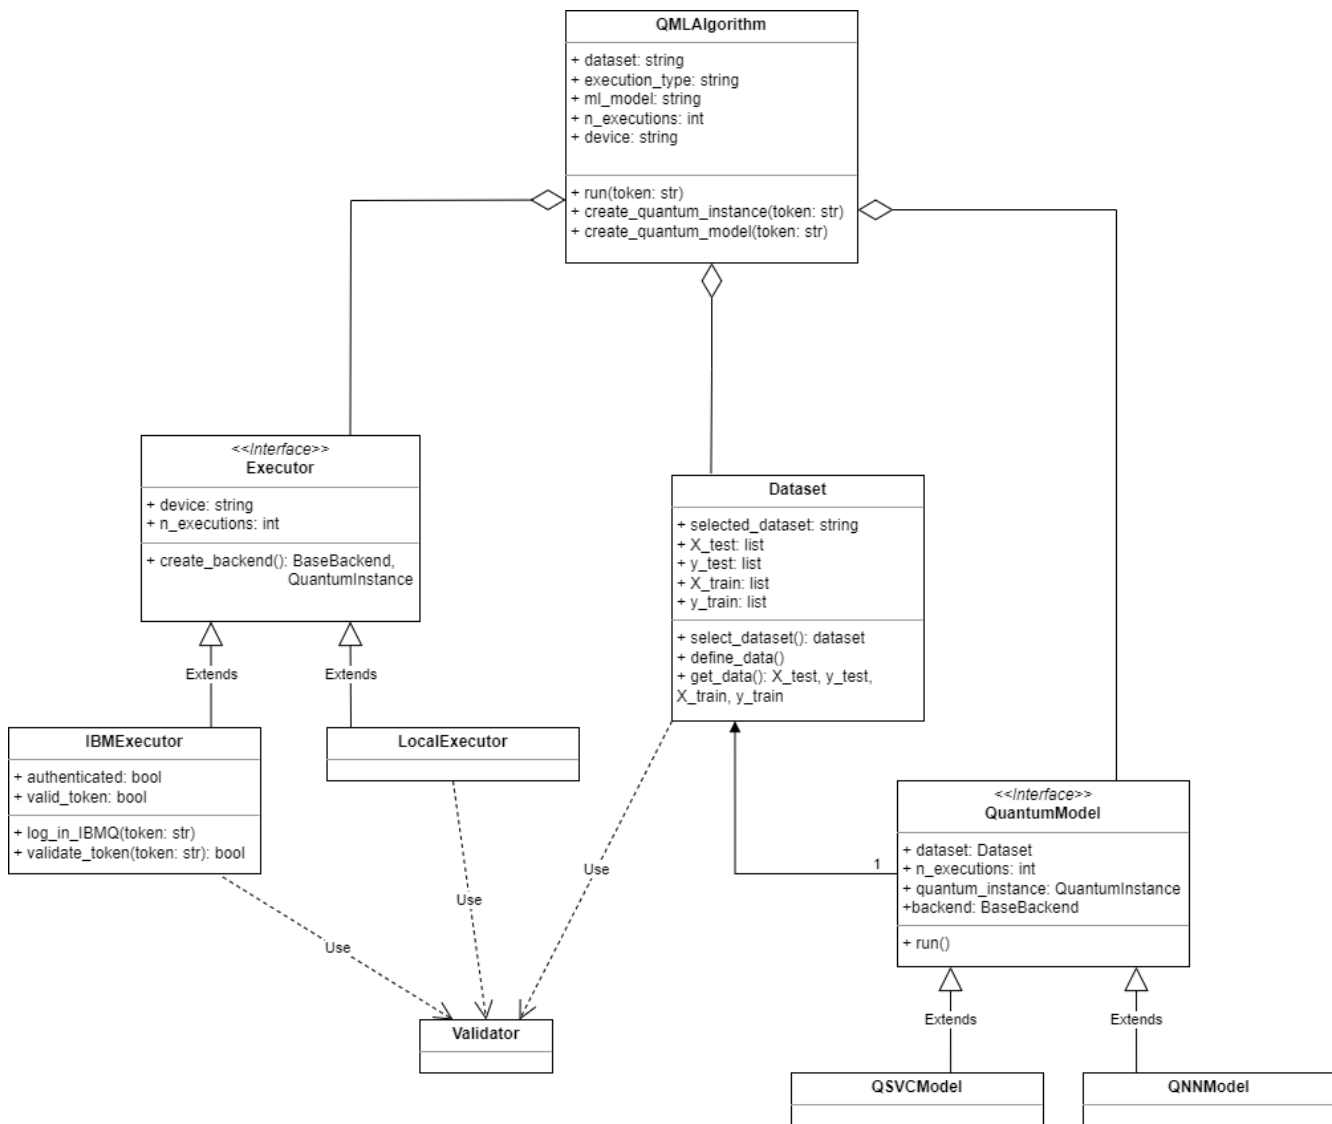 QMLAlgorithm
+ dataset: string
+ execution_type: string
+ ml_model: string
+ n_executions: int
+ device: string
+ run(token: str)
+ create_quantum_instance(token: str)
+ create_quantum_model(token: str)
<<Interface>>
Executor
+ device: string
+ n_executions: int
+ create_backend(): BaseBackend,
QuantumInstance
Dataset
+ selected_dataset: string
+ X_test: list
+ y_test: list
+ X_train: list
+ y_train: list
+ select_dataset(): dataset
+ define_data()
+ get_data(): X_test, y_test,
X_train, y_train
Extends
Extends
IBMExecutor
+ authenticated: bool
+ valid_token: bool
+ log_in_IBMQ(token: str)
+ validate_token(token: str): bool
LocalExecutor
<<Interface>>
QuantumModel
+ dataset: Dataset
+ n_executions: int
+ quantum_instance: QuantumInstance
+backend: BaseBackend
+ run()
1
Use
Use
Use
Validator
Extends
Extends
QSVCModel
QNNModel